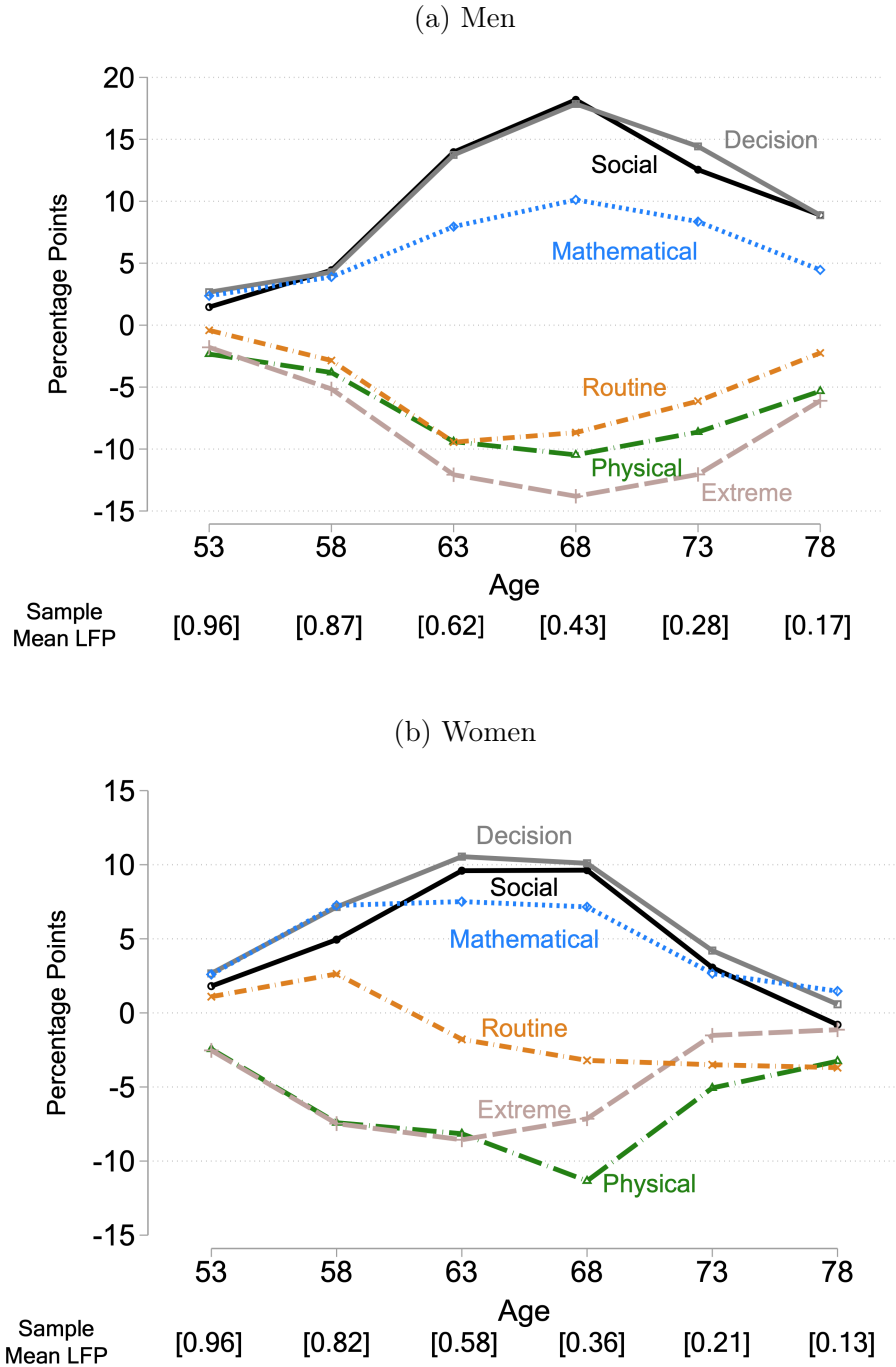 (a) Men
20
15
10
5
0
-5
-10
-15
Percentage Points
Decision
Social
Mathematical
Routine
Physical
Extreme
53 58 63 68 73 78
Age
Sample
Mean LFP
[0.96] [0.87] [0.62] [0.43] [0.28] [0.17]
(b) Women
15
10
5
0
-5
-10
-15
Percentage Points
Decision
Social
Mathematical
Routine
Extreme
Physical
53 58 63 68 73 78
Age
Sample
Mean LFP
[0.96] [0.82] [0.58] [0.36] [0.21] [0.13]